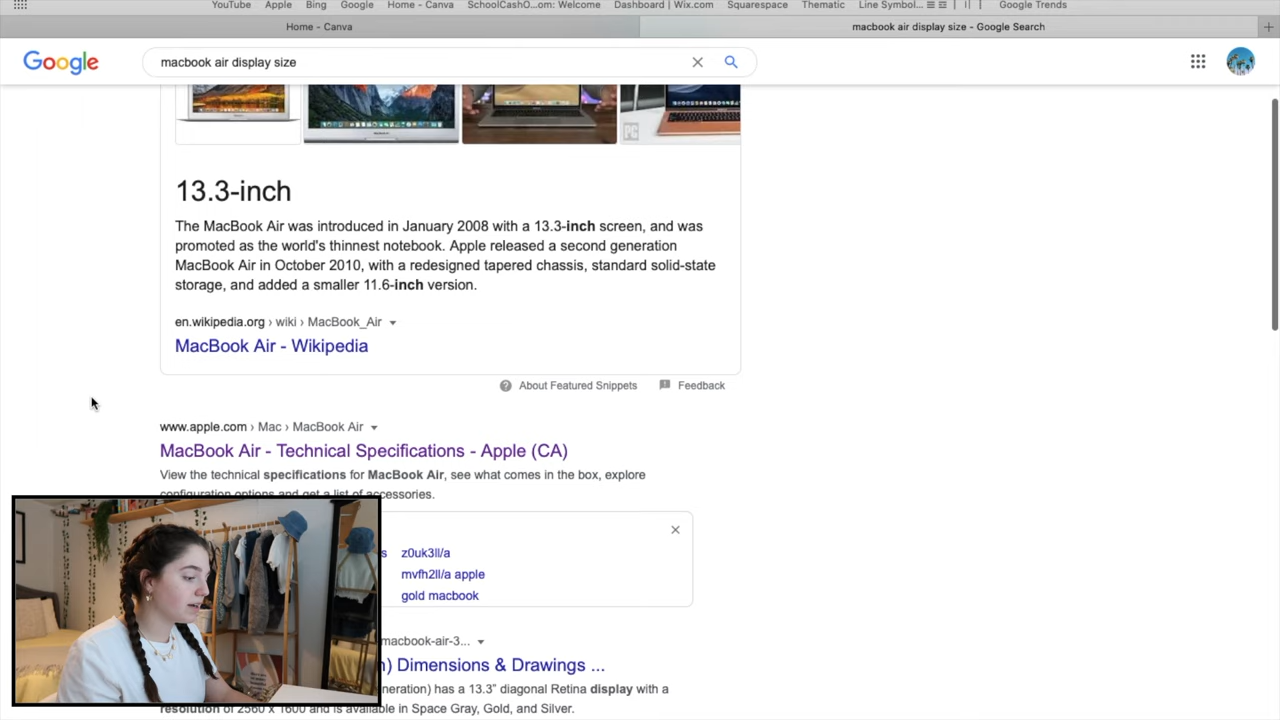 YouTube Apple Bing Google Home - Canva SchoolCashO...om: Welcome Dashboard | Wix.com Squarespace Thematic Line Symbol... Google Trends
Home - Canva
macbook air display size - Google Search
Google
macbook air display size
13.3-inch
The MacBook Air was introduced in January 2008 with a 13.3-inch screen, and was
promoted as the world's thinnest notebook. Apple released a second generation
MacBook Air in October 2010, with a redesigned tapered chassis, standard solid-state
storage, and added a smaller 11.6-inch version.
en.wikipedia.org › wiki › MacBook_Air
MacBook Air - Wikipedia
About Featured Snippets
Feedback
www.apple.com › Mac › MacBook Air
MacBook Air - Technical Specifications - Apple (CA)
View the technical specifications for MacBook Air, see what comes in the box, explore
configuration options and get a list of accessories.
s z0uk3ll/a
mvfh2ll/a apple
gold macbook
macbook-air-3...
n) Dimensions & Drawings ...
neration) has a 13.3" diagonal Retina display with a
resolution of 2560 x 1600 and is available in Space Gray, Gold, and Silver.